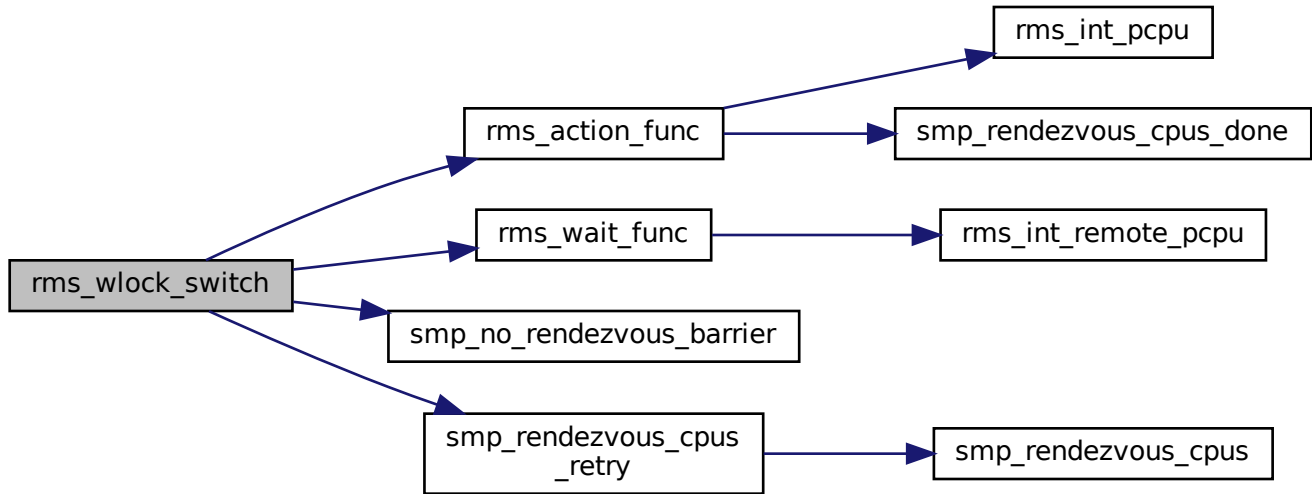 rms_int_pcpu
rms_action_func
smp_rendezvous_cpus_done
rms_wait_func
rms_int_remote_pcpu
rms_wlock_switch
smp_no_rendezvous_barrier
smp_rendezvous_cpus
_retry
smp_rendezvous_cpus